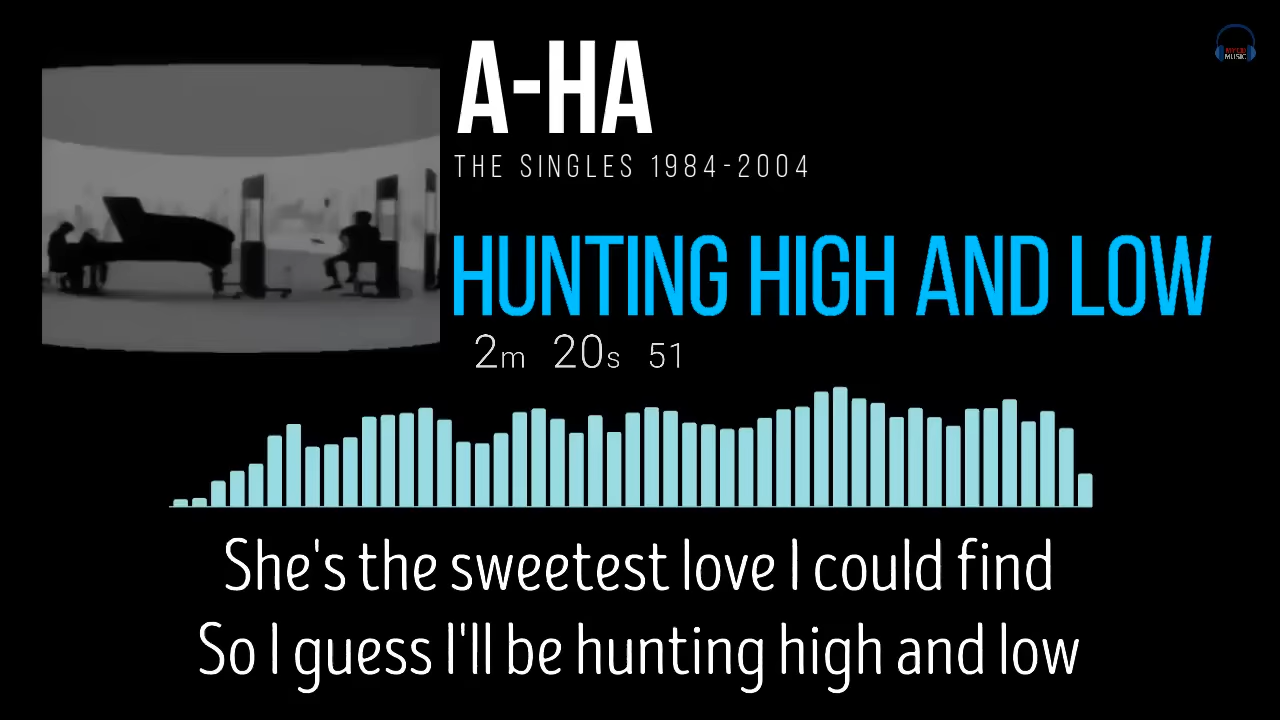 A-HA
THE SINGLES 1984-2004
HUNTING HIGH AND LOW
2m 20s 51
She's the sweetest love I could find
So I guess I'll be hunting high and low
MUSIC